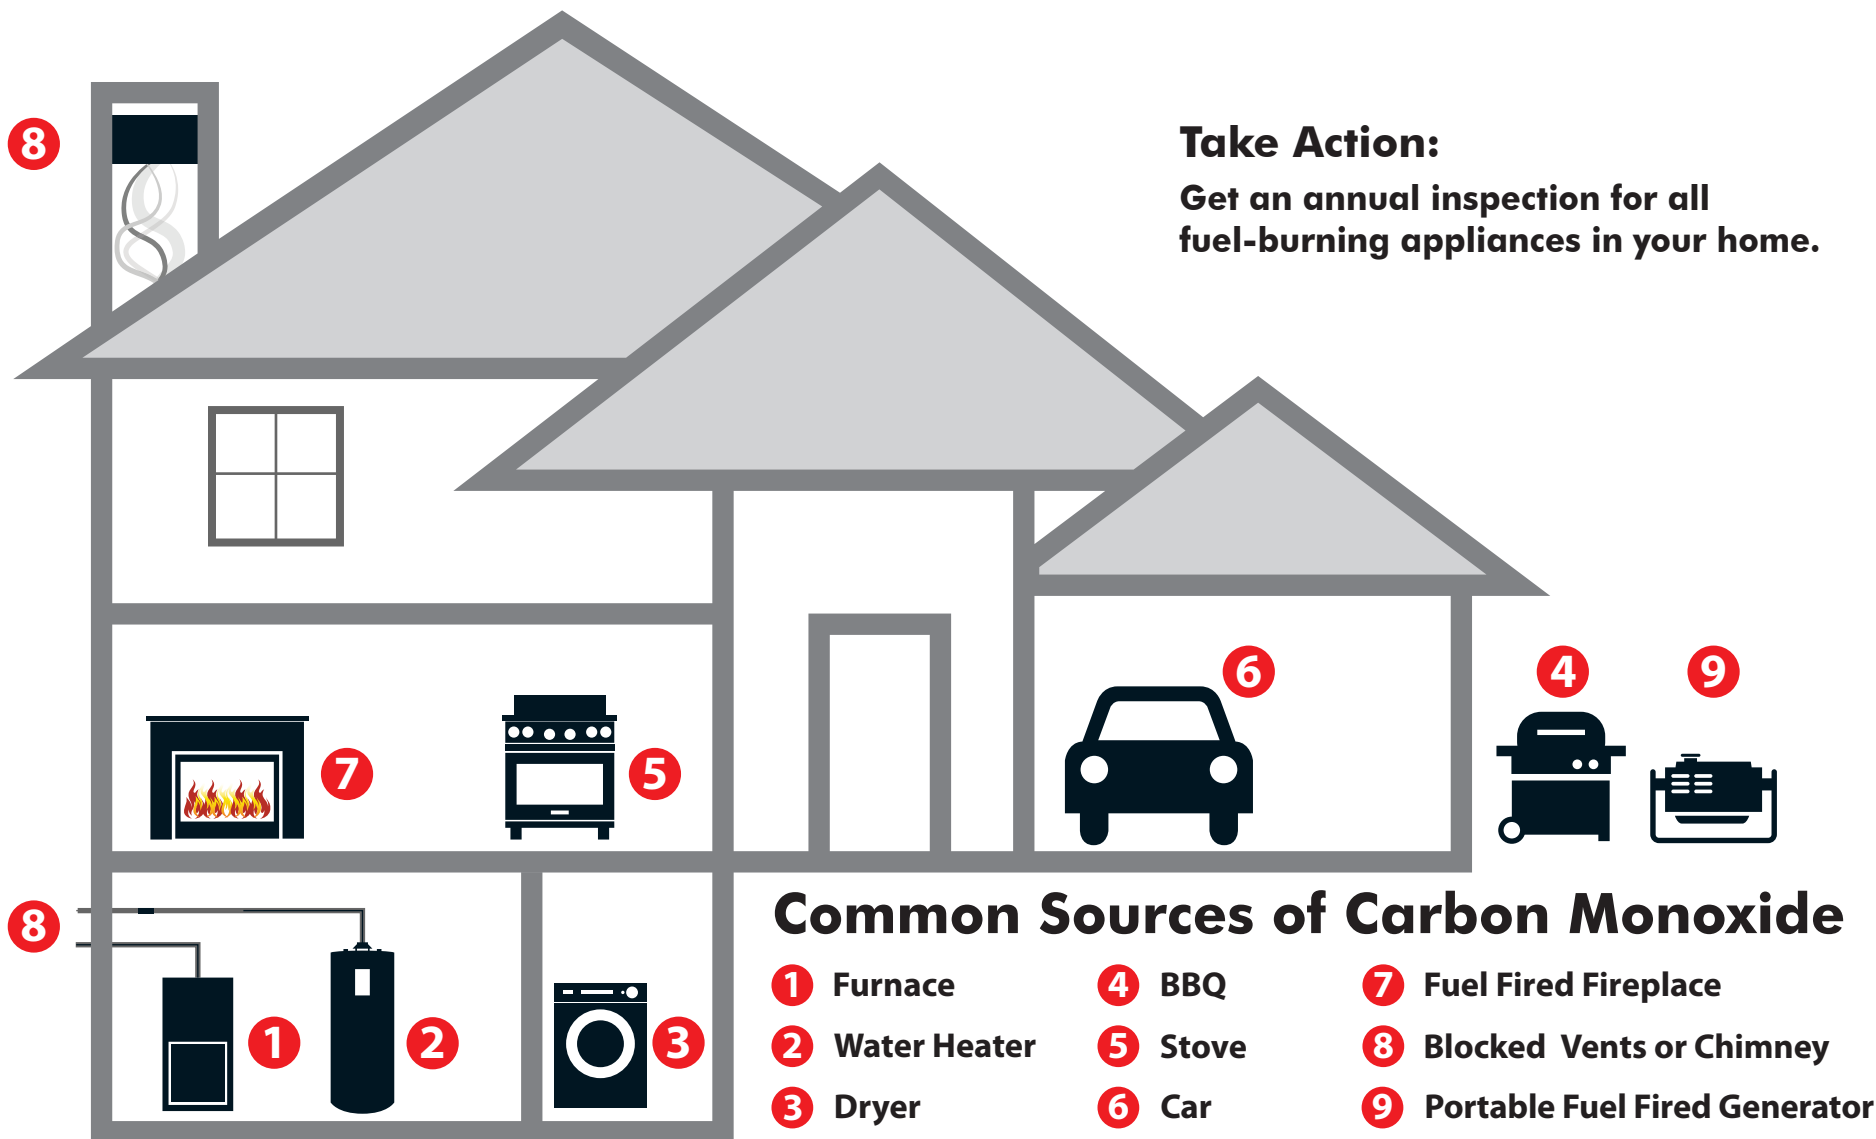 8
Take Action:
Get an annual inspection for all
fuel-burning appliances in your home.
6
4
9
7
5
8
1
2
3
Common Sources of Carbon Monoxide
1 Furnace
2 Water Heater
3 Dryer
4 BBQ
5 Stove
6 Car
7 Fuel Fired Fireplace
8 Blocked Vents or Chimney
9 Portable Fuel Fired Generator